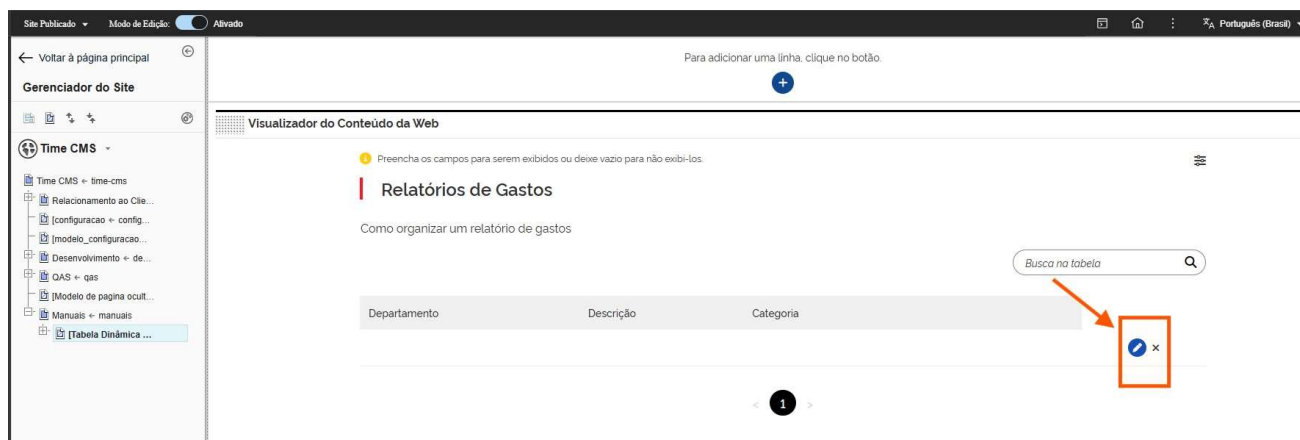 Site Publicado Modo de Edição: Ativado Português (Brasil)
Voltar à página principal
Gerenciador do Site
Time CMS
Time CMS ← time-cms
Relacionamento ao Clie...
[configuracao ← config...
[modelo_configuracao...
Desenvolvimento ← de...
QAS ← qas
[Modelo de pagina ocult...
Manuais ← manuais
[Tabela Dinâmica ...
Para adicionar uma linha, clique no botão.
Visualizador do Conteúdo da Web
Preencha os campos para serem exibidos ou deixe vazio para não exibi-los.
Relatórios de Gastos
Como organizar um relatório de gastos
Busca na tabela
Departamento Descrição Categoria
< 1 >